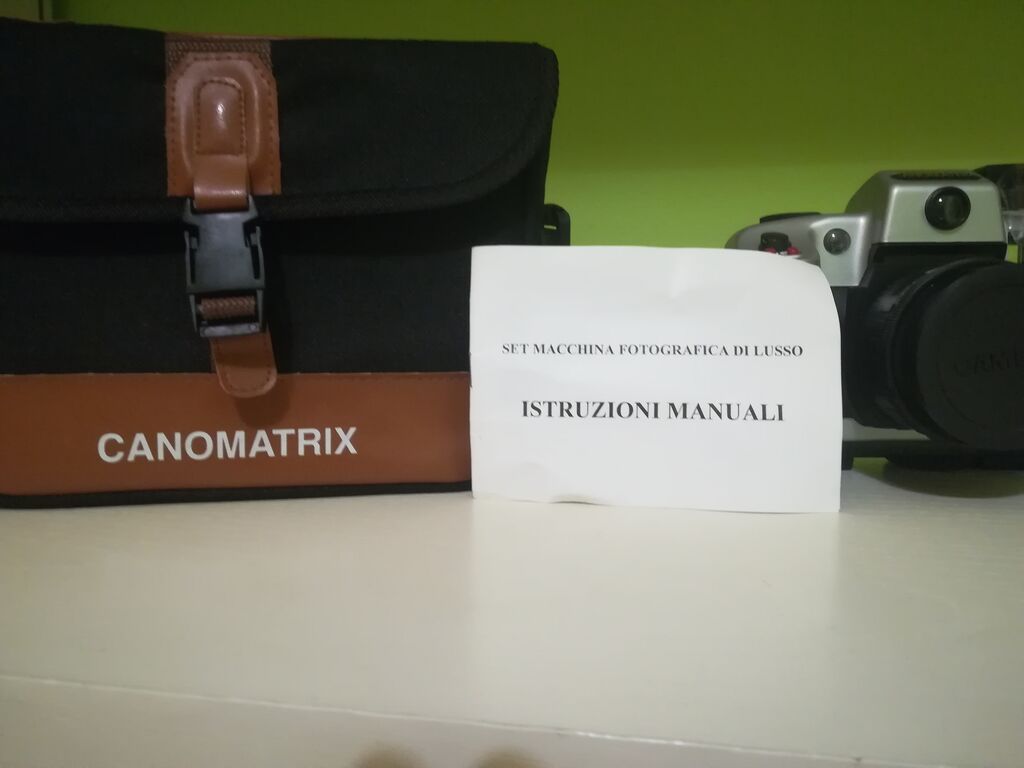 CANOMATRIX
SET MACCHINA FOTOGRAFICA DI LUSSO
ISTRUZIONI MANUALI